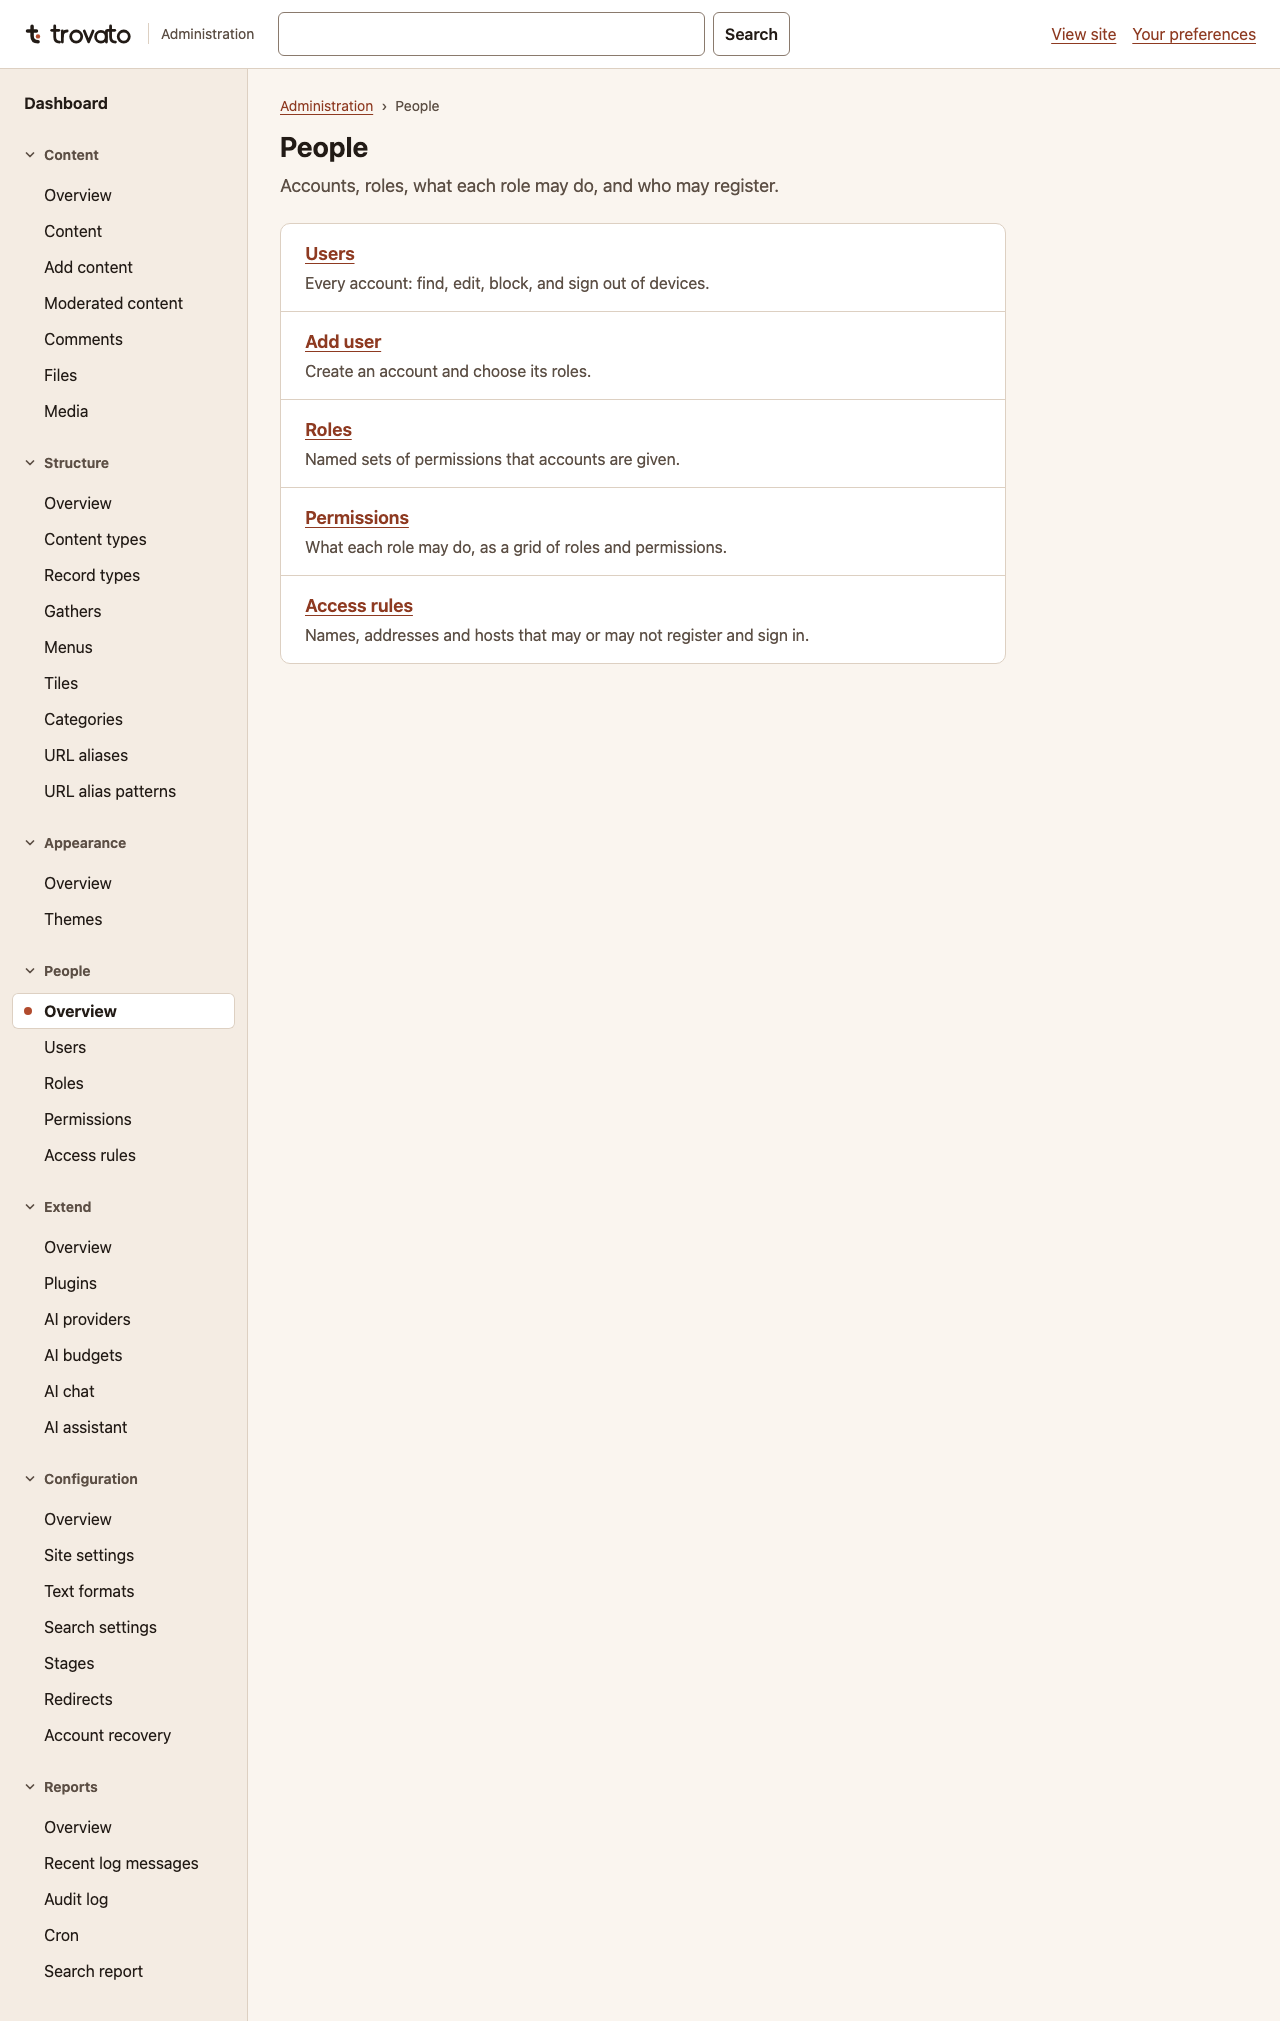 trovato
Administration
Search
View site
Your preferences
Dashboard
Content
Overview
Content
Add content
Moderated content
Comments
Files
Media
Structure
Overview
Content types
Record types
Gathers
Menus
Tiles
Categories
URL aliases
URL alias patterns
Appearance
Overview
Themes
People
Overview
Users
Roles
Permissions
Access rules
Extend
Overview
Plugins
AI providers
AI budgets
AI chat
AI assistant
Configuration
Overview
Site settings
Text formats
Search settings
Stages
Redirects
Account recovery
Reports
Overview
Recent log messages
Audit log
Cron
Search report
Administration › People
People
Accounts, roles, what each role may do, and who may register.
Users
Every account: find, edit, block, and sign out of devices.
Add user
Create an account and choose its roles.
Roles
Named sets of permissions that accounts are given.
Permissions
What each role may do, as a grid of roles and permissions.
Access rules
Names, addresses and hosts that may or may not register and sign in.